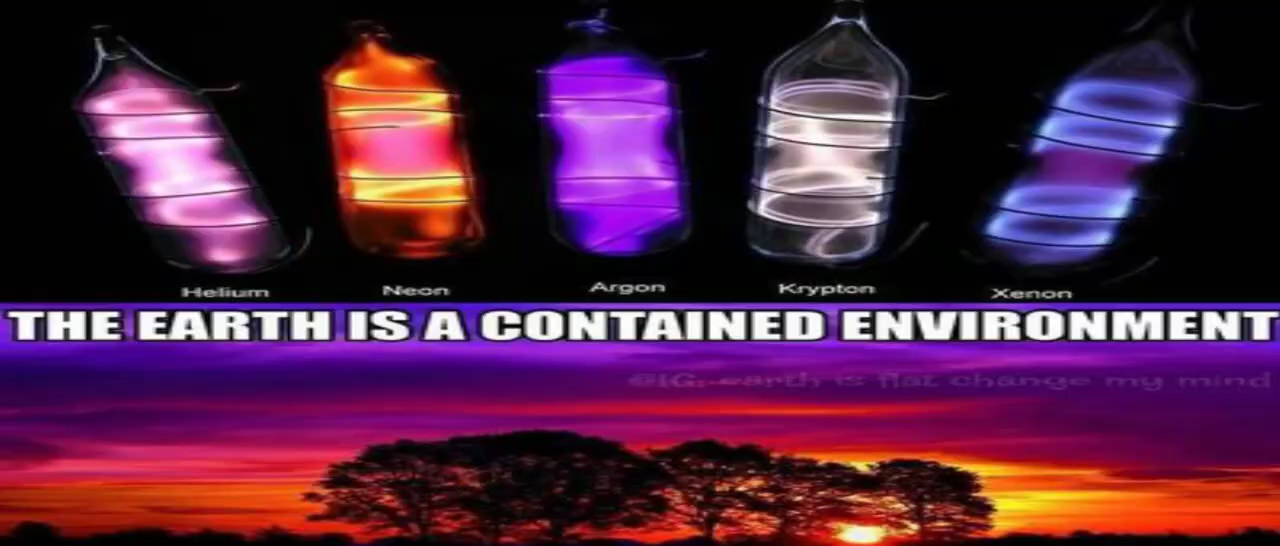 Helium Neon Argon Krypton Xenon
THE EARTH IS A CONTAINED ENVIRONMENT
@IG: earth is flat change my mind